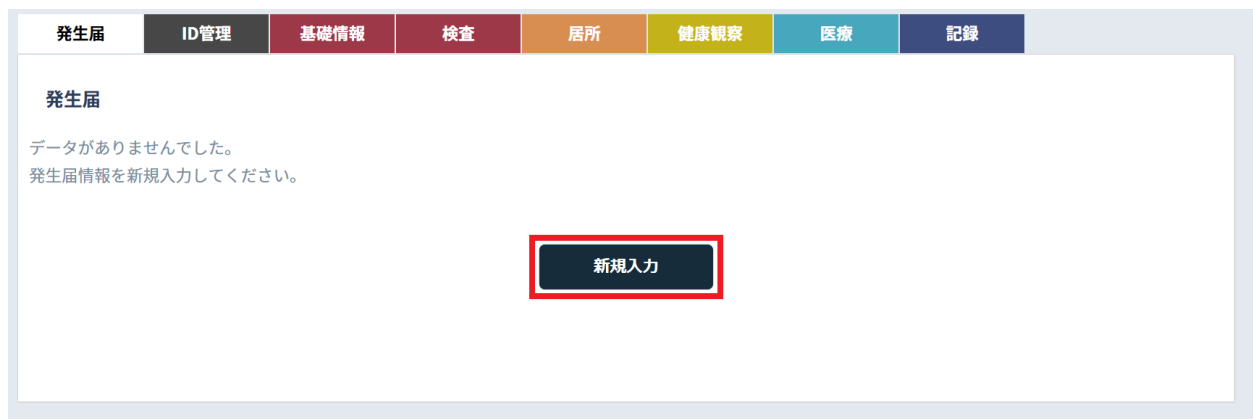 発生届 ID管理 基礎情報 検査 居所 健康観察 医療 記録
発生届
データがありませんでした。
発生届情報を新規入力してください。
新規入力